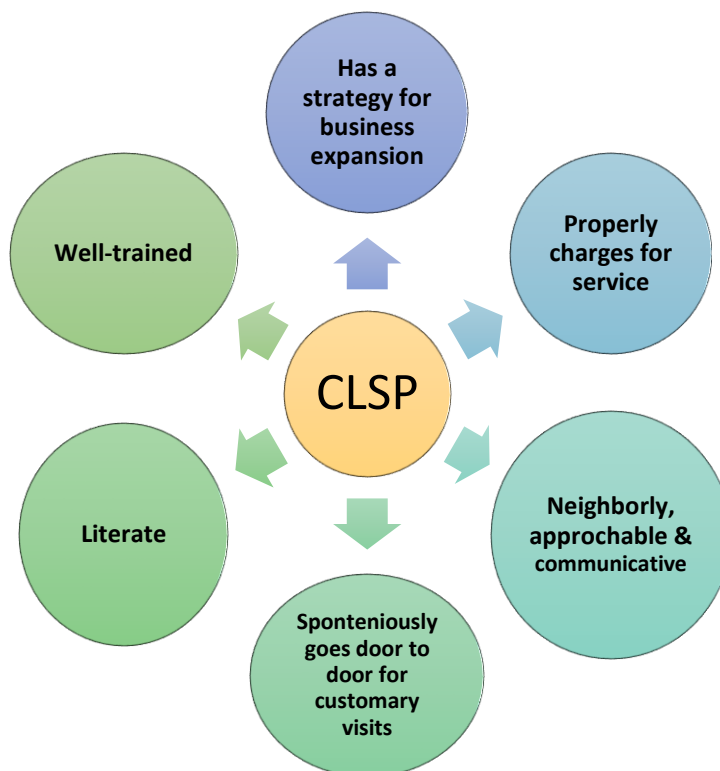 Has a
strategy for
business
expansion
Well-trained
Properly
charges for
service
CLSP
Literate
Neighborly,
approchable &
communicative
Sponteniously
goes door to
door for
customary
visits